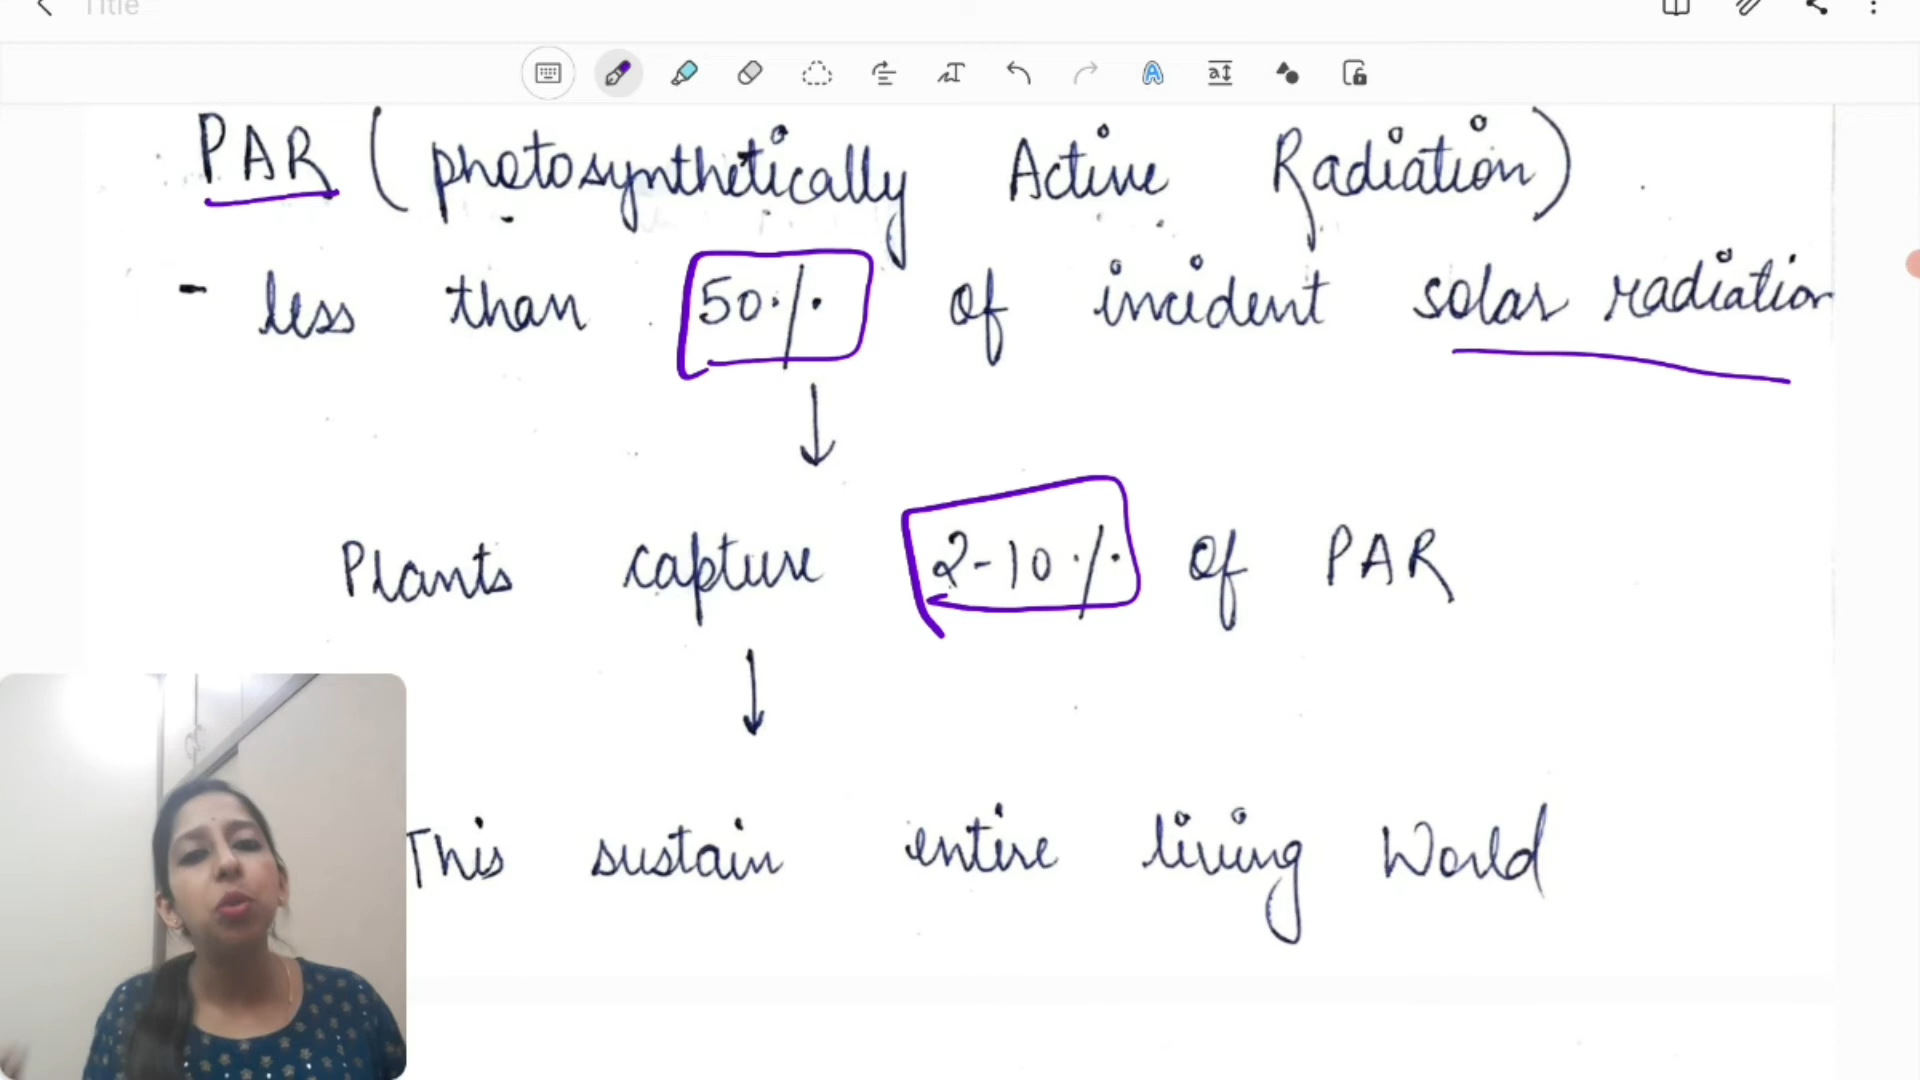 Title
PAR (photosynthetically Active Radiation)
- less than 50% of incident solar radiation
↓
Plants capture 2-10% of PAR
↓
This sustain entire living World